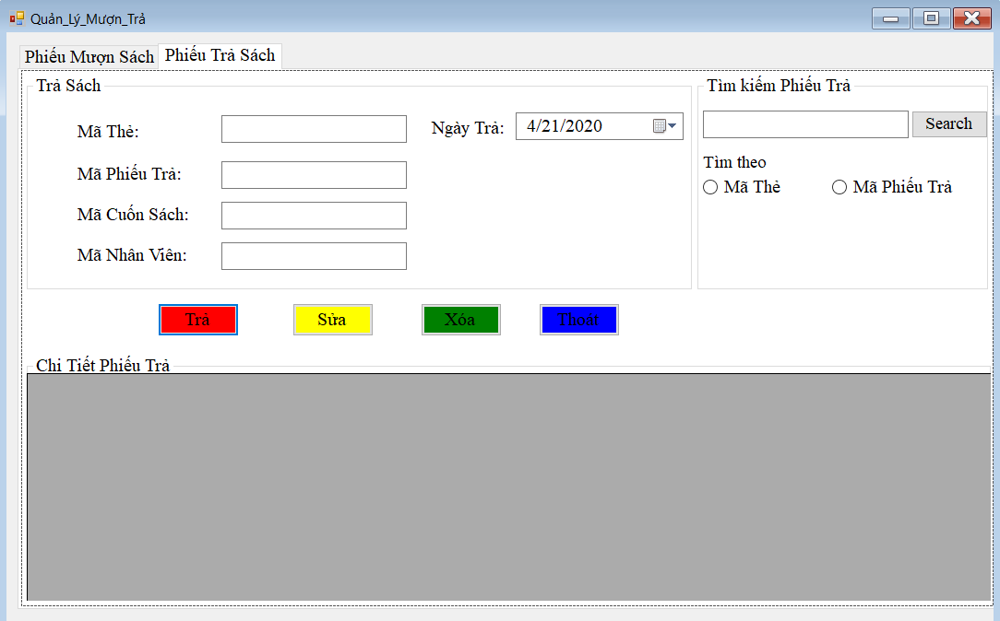 Quản_Lý_Mượn_Trả
Phiếu Mượn Sách Phiếu Trả Sách
Trả Sách
Mã Thẻ:
Ngày Trả: 4/21/2020
Mã Phiếu Trả:
Mã Cuốn Sách:
Mã Nhân Viên:
Tìm kiếm Phiếu Trả
Search
Tìm theo
Mã Thẻ Mã Phiếu Trả
Trả Sửa Xóa Thoát
Chi Tiết Phiếu Trả